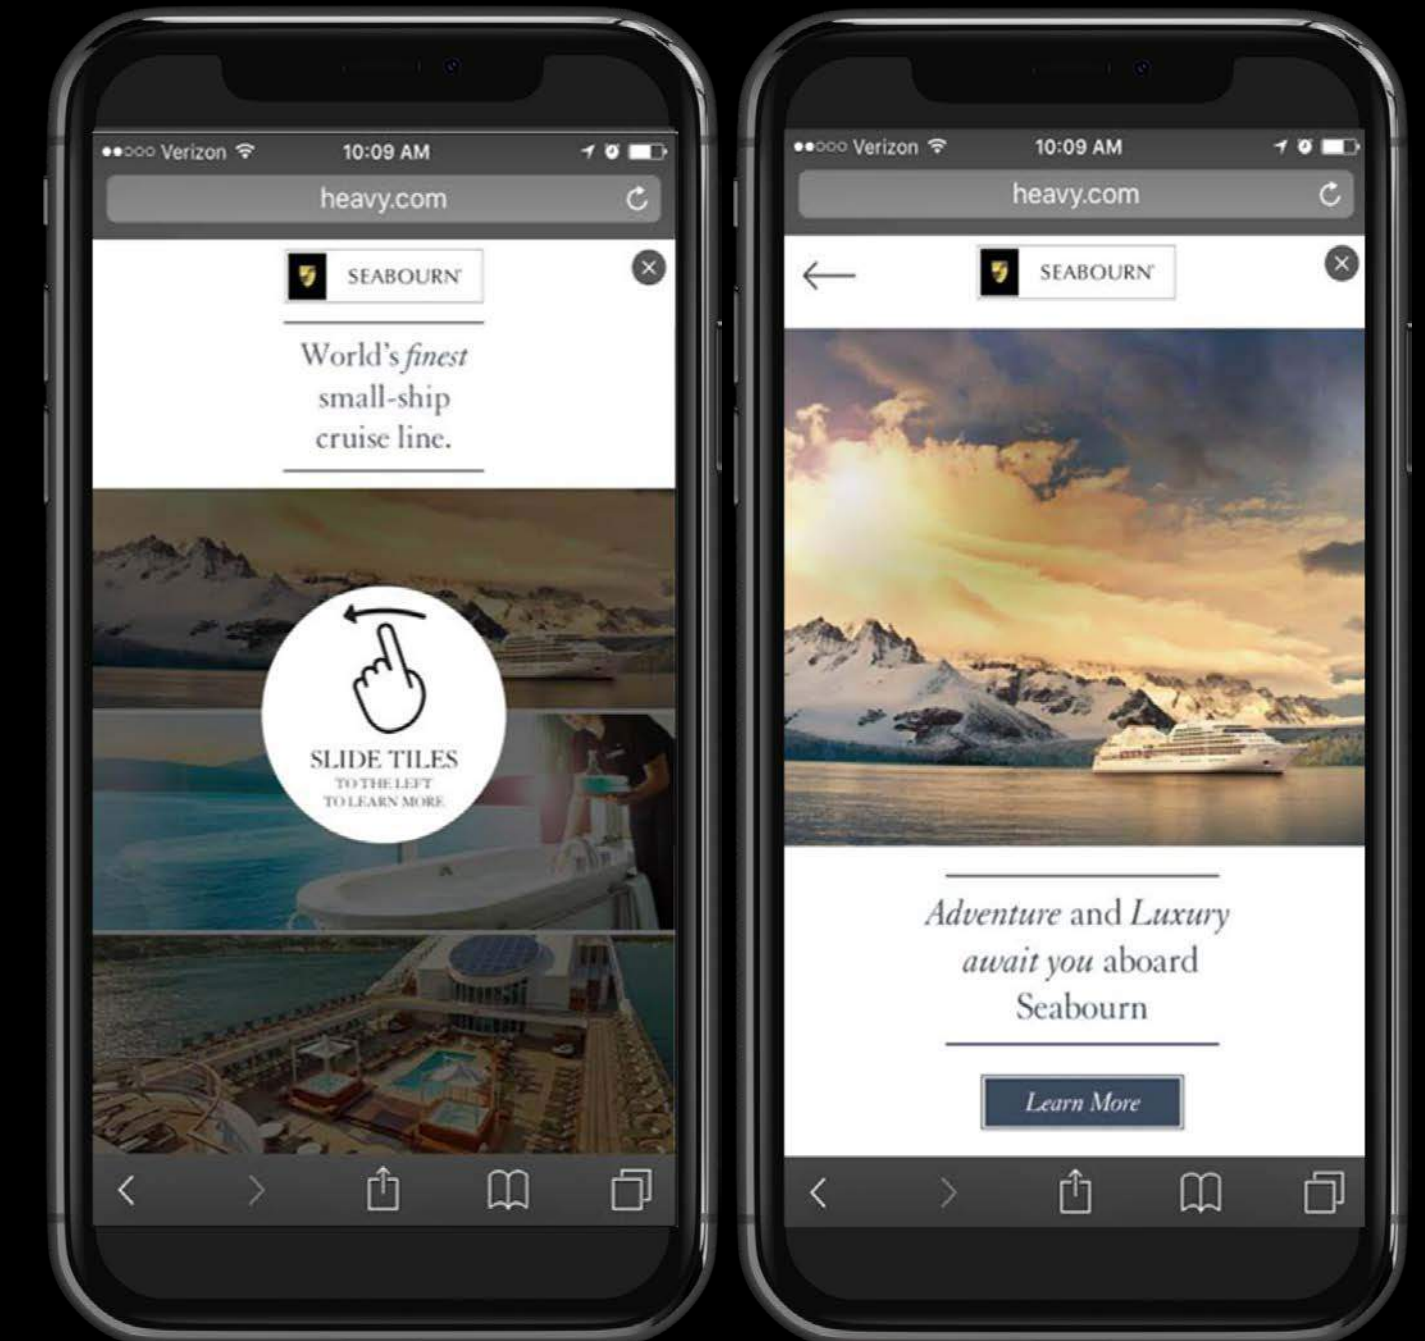 Verizon 10:09 AM
heavy.com
SEABOURN®
World's finest
small-ship
cruise line.
SLIDE TILES
TO THE LEFT
TO LEARN MORE
Verizon 10:09 AM
heavy.com
SEABOURN®
Adventure and Luxury
await you aboard
Seabourn
Learn More